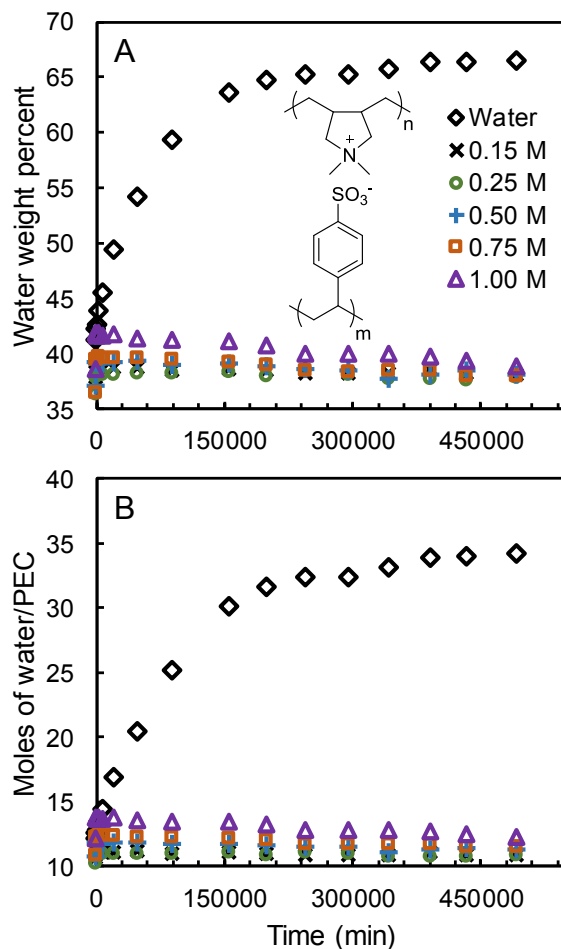 A
Water weight percent
70
65
60
55
50
45
40
35
0 150000 300000 450000
n
N
+
SO₃⁻
m
Water
0.15 M
0.25 M
0.50 M
0.75 M
1.00 M
B
Moles of water/PEC
40
35
30
25
20
15
10
0 150000 300000 450000
Time (min)